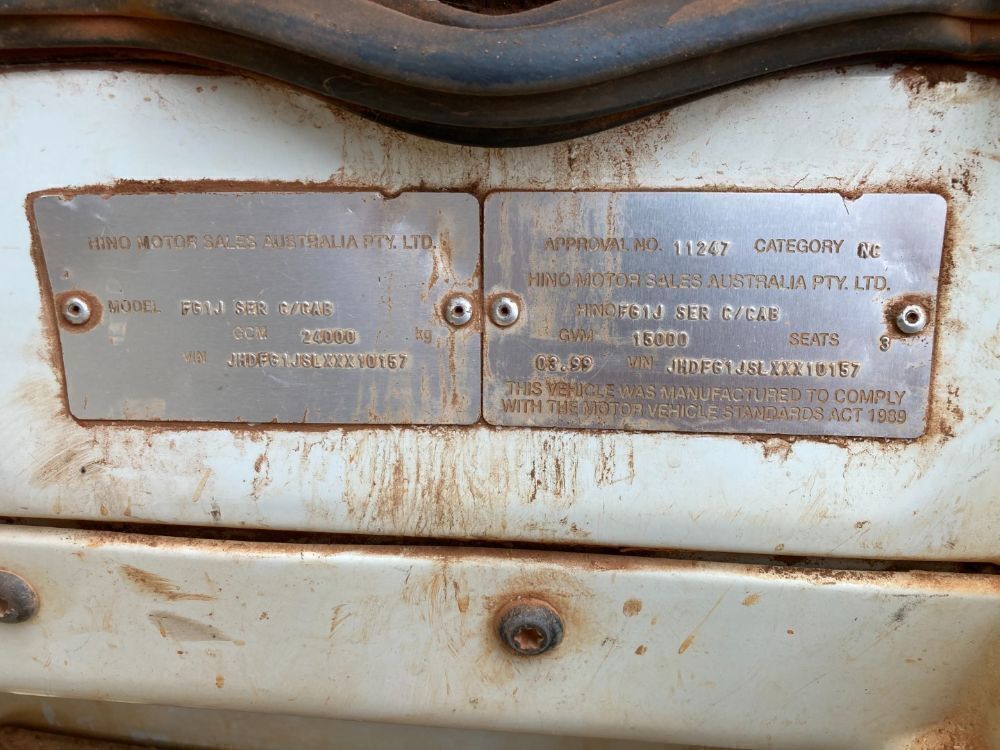 HINO MOTOR SALES AUSTRALIA PTY. LTD.
MODEL FG1J SER C/CAB
GCM 24000 kg
VIN JHDFG1JSLXXX10157
APPROVAL NO. 11247 CATEGORY NC
HINO MOTOR SALES AUSTRALIA PTY. LTD.
HINO FG1J SER C/CAB
GVM 15000 SEATS 3
03.99 VIN JHDFG1JSLXXX10157
THIS VEHICLE WAS MANUFACTURED TO COMPLY
WITH THE MOTOR VEHICLE STANDARDS ACT 1989